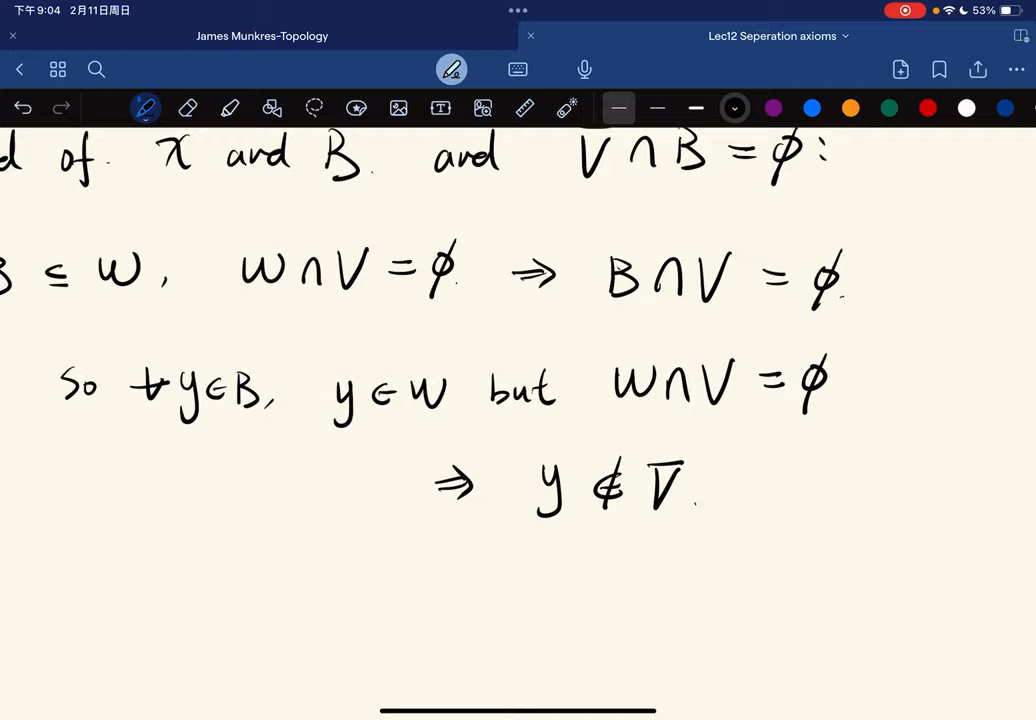 下午9:04 2月11日周日
53%
James Munkres-Topology
Lec12 Seperation axioms
d of. x and B. and V ∩ B = ϕ:
B ⊆ W, W ∩ V = ϕ. ⇒ B ∩ V = ϕ.
So ∀y∈B, y ∈ W but W ∩ V = ϕ
⇒ y ∉ V̅.